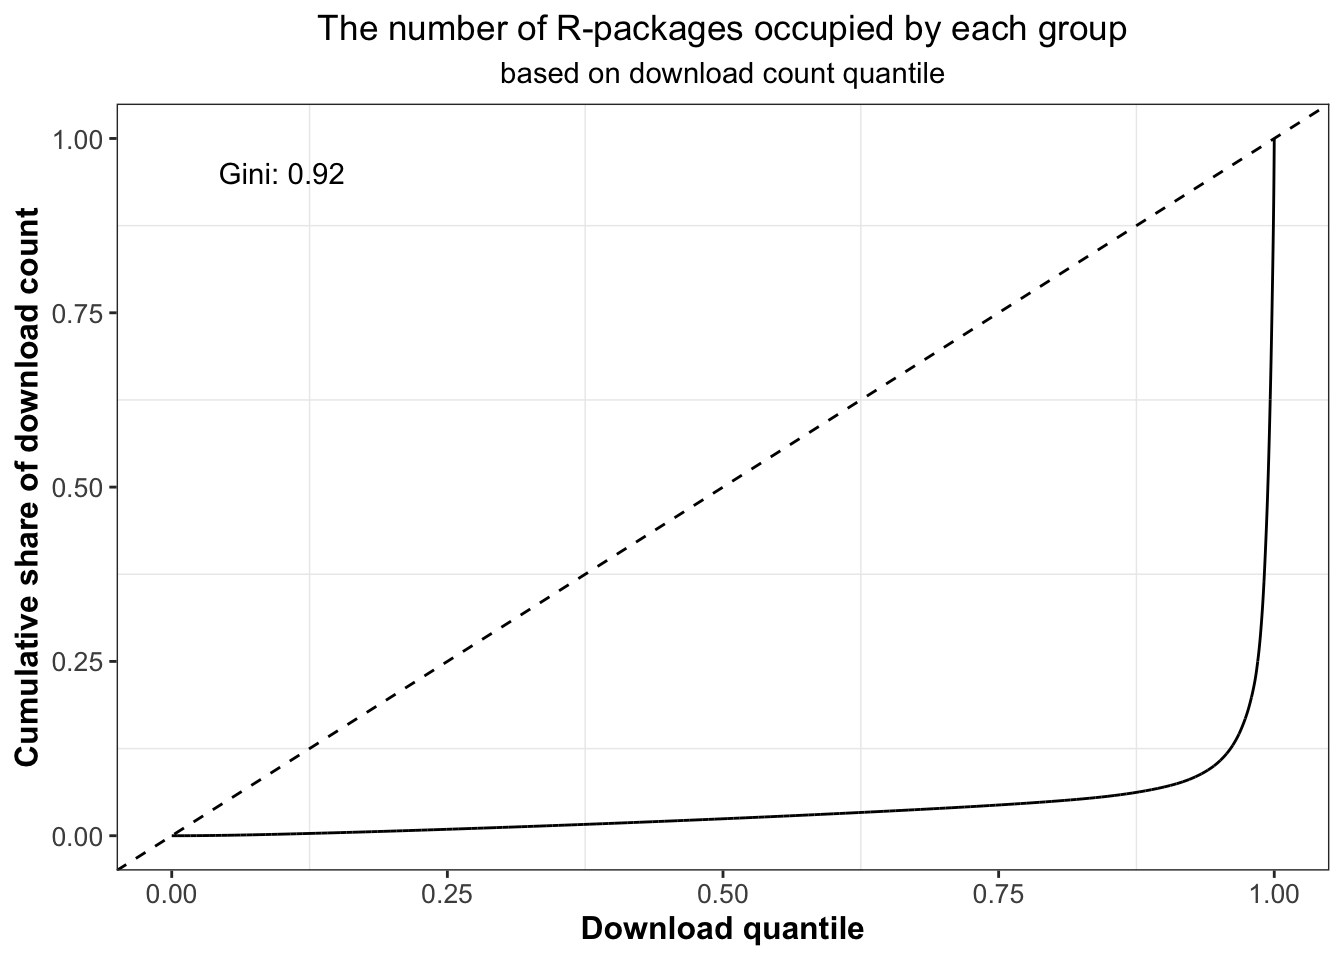 The number of R-packages occupied by each group
based on download count quantile
Gini: 0.92
Cumulative share of download count
1.00
0.75
0.50
0.25
0.00
0.00 0.25 0.50 0.75 1.00
Download quantile